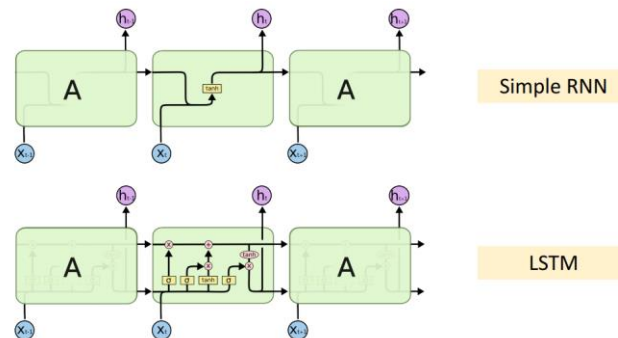 hₜ₋₁ hₜ hₜ₊₁
A tanh A
Simple RNN
Xₜ₋₁ Xₜ Xₜ₊₁
hₜ₋₁ hₜ hₜ₊₁
x + tanh
A x x A
σ σ tanh σ
LSTM
Xₜ₋₁ Xₜ Xₜ₊₁